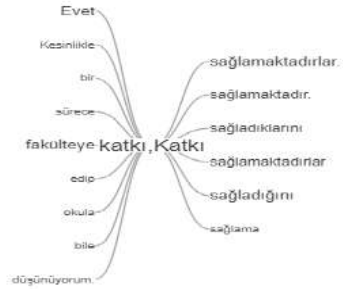 Evet
Kesinlikle
bir
sürece
fakülteye
edip
okula
bile
düşünüyorum.
katkı,Katkı
sağlamaktadırlar.
sağlamaktadır.
sağladıklarını
sağlamaktadırlar
sağladığını
sağlama